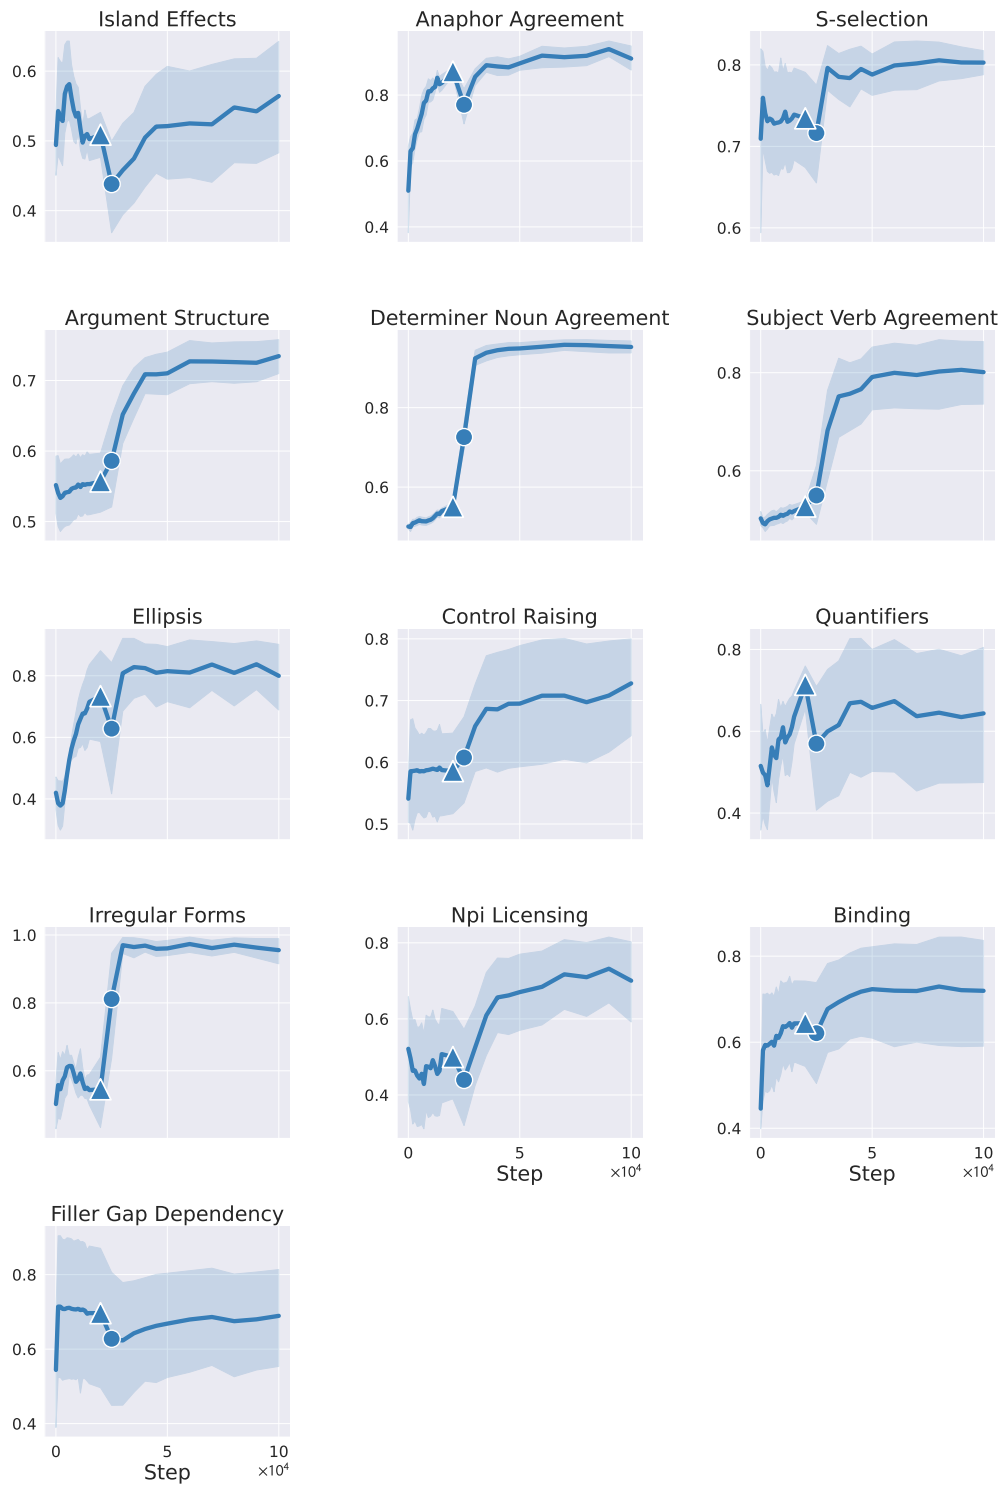 Island Effects
Anaphor Agreement
S-selection
0.6
0.5
0.4
0.8
0.6
0.4
0.8
0.7
0.6
Argument Structure
Determiner Noun Agreement
Subject Verb Agreement
0.7
0.6
0.5
0.8
0.6
0.8
0.6
Ellipsis
Control Raising
Quantifiers
0.8
0.6
0.4
0.8
0.7
0.6
0.5
0.8
0.6
0.4
Irregular Forms
Npi Licensing
Binding
1.0
0.8
0.6
0.8
0.6
0.4
0 5 10
Step ×10⁴
0.8
0.6
0.4
0 5 10
Step ×10⁴
Filler Gap Dependency
0.8
0.6
0.4
0 5 10
Step ×10⁴